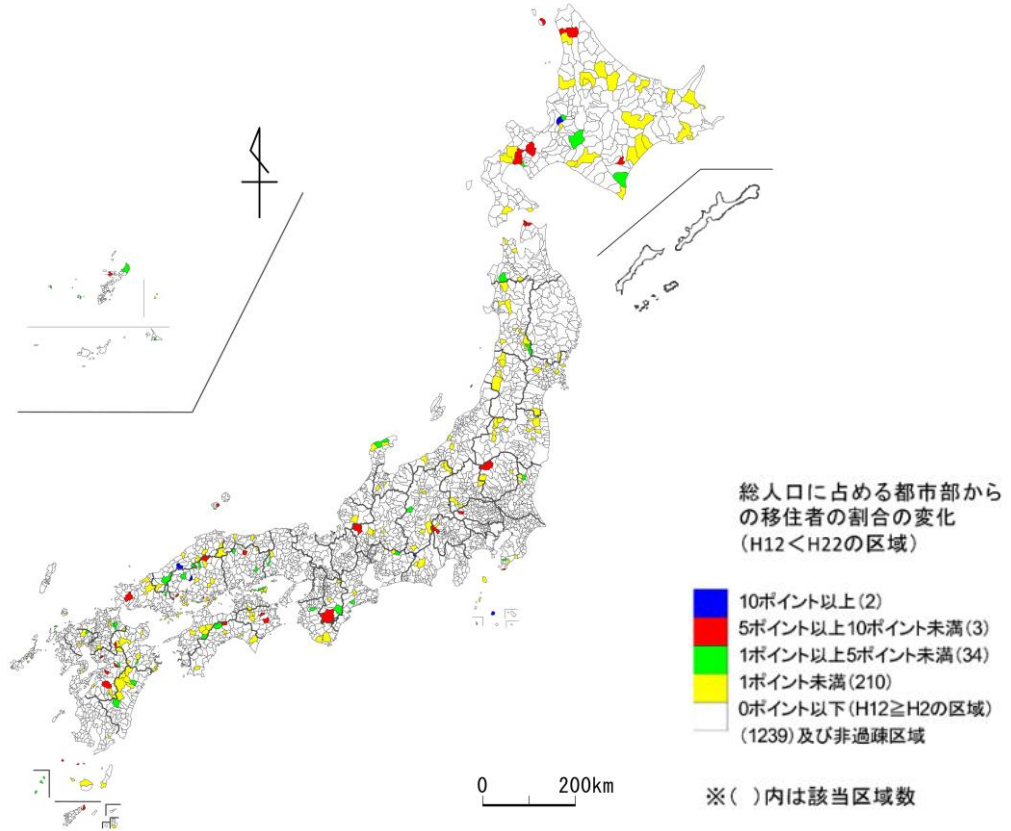 総人口に占める都市部から
の移住者の割合の変化
(H12<H22の区域)
10ポイント以上(2)
5ポイント以上10ポイント未満(3)
1ポイント以上5ポイント未満(34)
1ポイント未満(210)
0ポイント以下(H12≧H2の区域)
(1239)及び非過疎区域
0 200km
※( )内は該当区域数